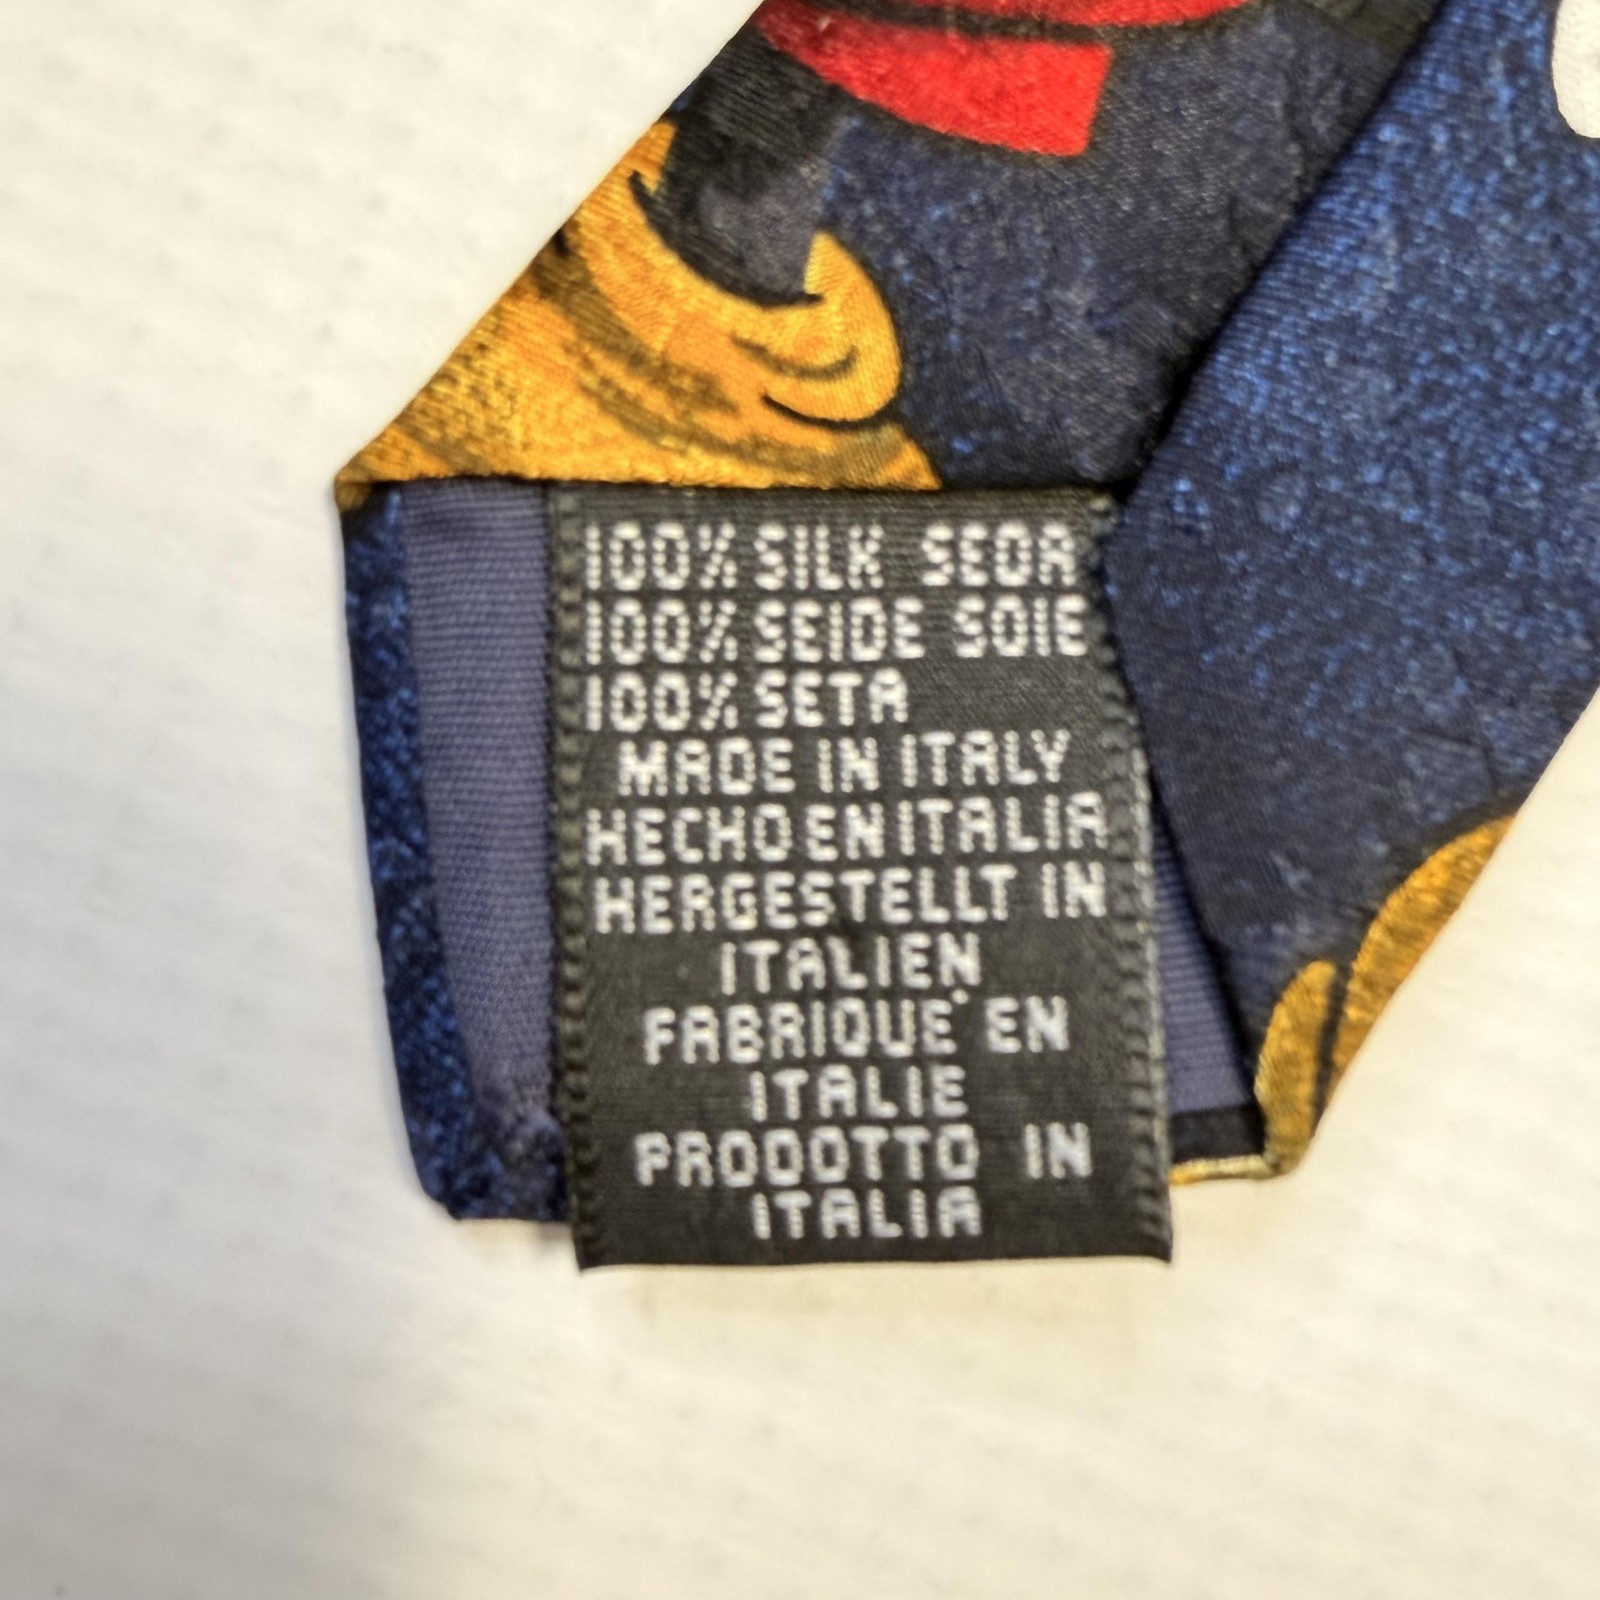 100% SILK SEDA
100% SEIDE SOIE
100% SETA
MADE IN ITALY
HECHO EN ITALIA
HERGESTELLT IN
ITALIEN
FABRIQUE' EN
ITALIE
PRODOTTO IN
ITALIA